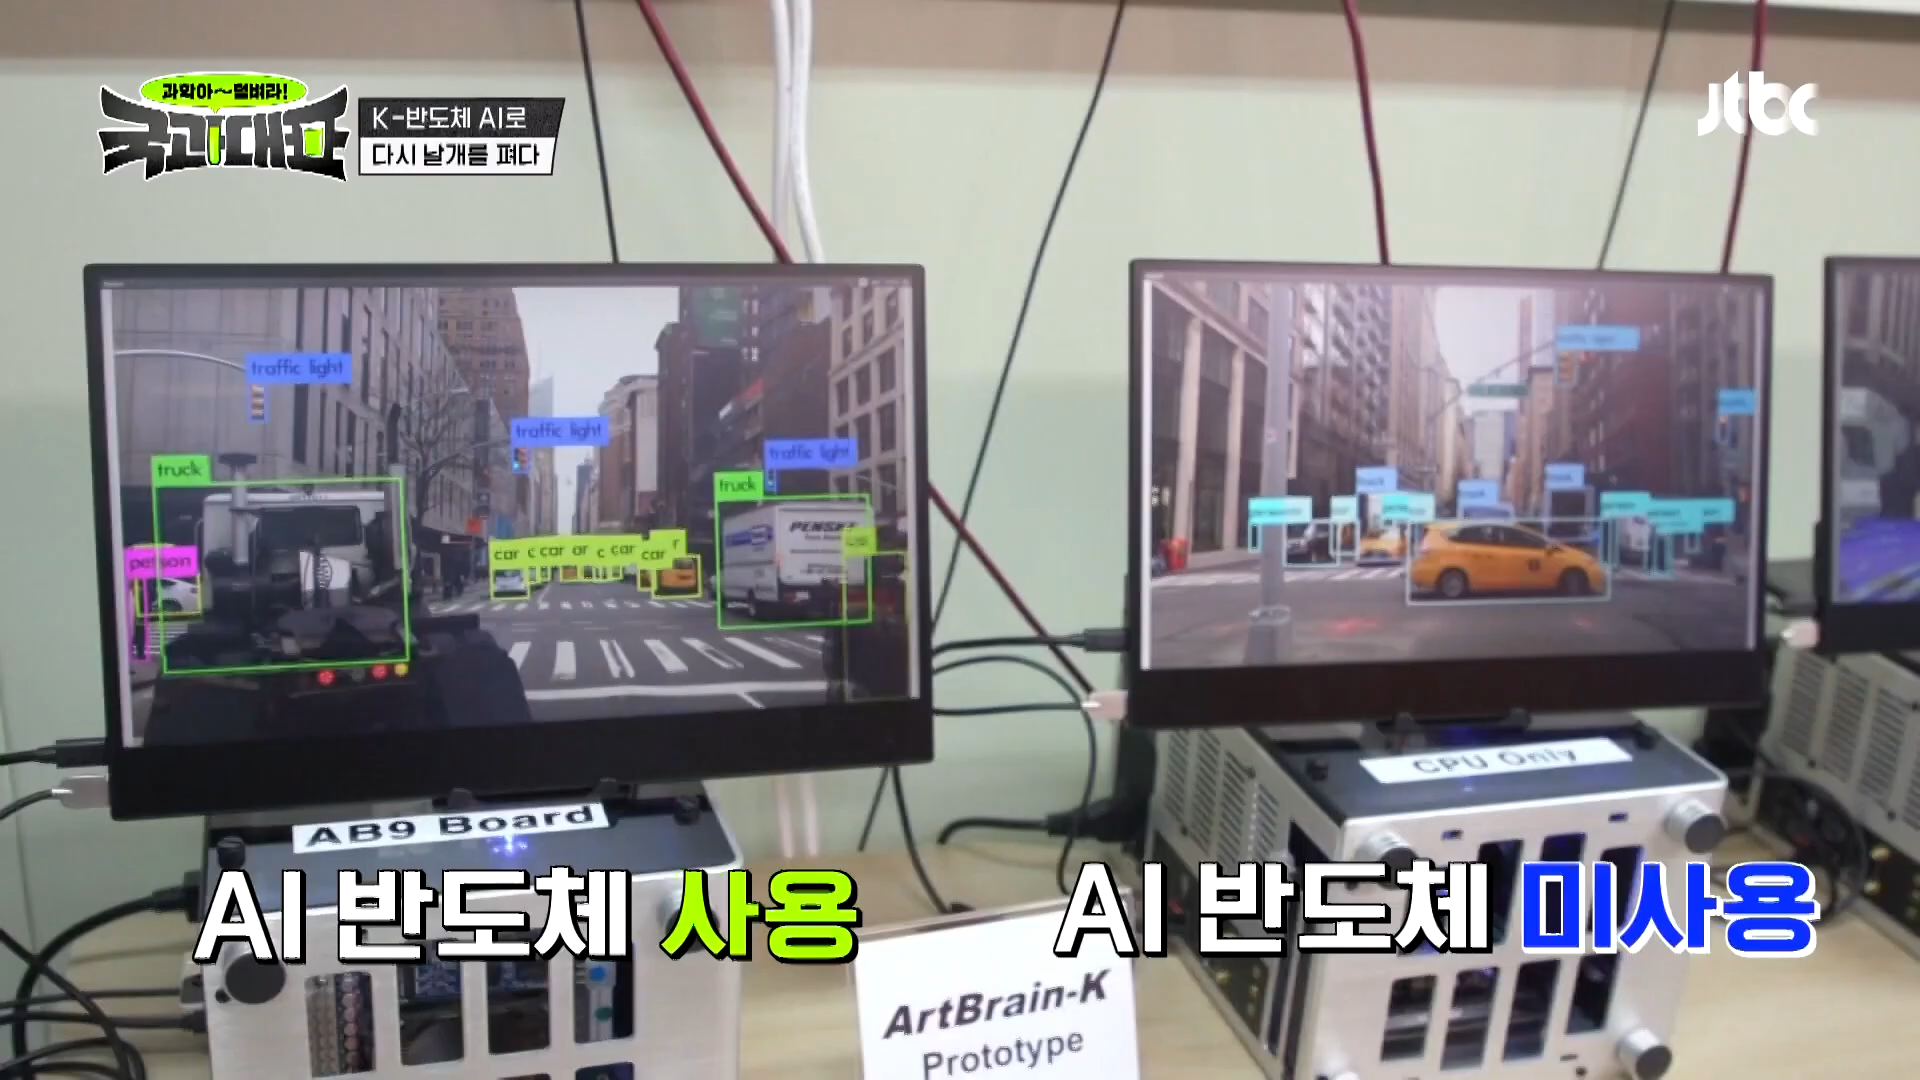 과학아~덤벼라!
국가대표
K-반도체 AI로
다시 날개를 펴다
jtbc
traffic light
traffic light
traffic light
truck
truck
person
car
car
car
car
PENSKE
AB9 Board
CPU Only
AI 반도체 사용
AI 반도체 미사용
ArtBrain-K
Prototype